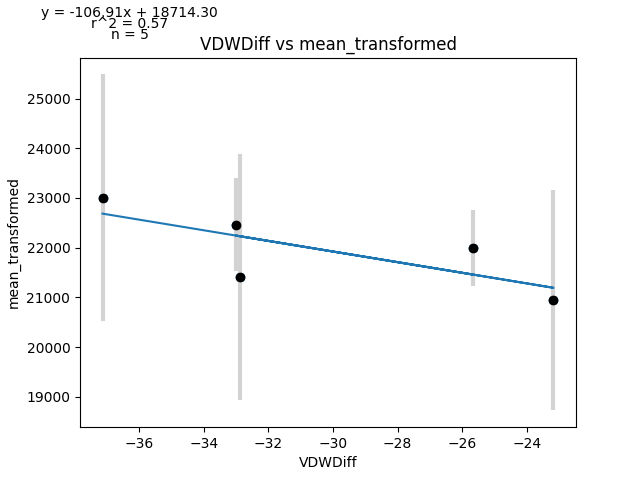 y = -106.91x + 18714.30
r^2 = 0.57
n = 5
VDWDiff vs mean_transformed
mean_transformed
25000
24000
23000
22000
21000
20000
19000
−36
−34
−32
−30
−28
−26
−24
VDWDiff